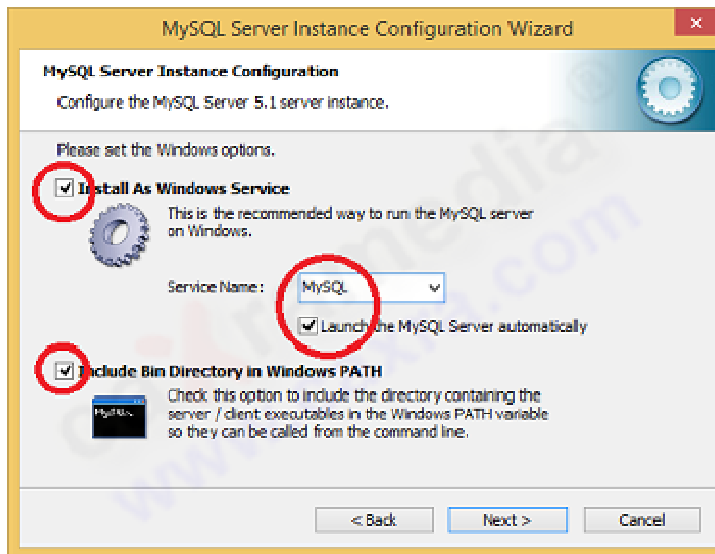 MySQL Server Instance Configuration Wizard
MySQL Server Instance Configuration
Configure the MySQL Server 5.1 server instance.
Please set the Windows options.
Install As Windows Service
This is the recommended way to run the MySQL server
on Windows.
Service Name :
MySQL
Launch the MySQL Server automatically
Include Bin Directory in Windows PATH
Check this option to include the directory containing the
server / client executables in the Windows PATH variable
so they can be called from the command line.
< Back
Next >
Cancel